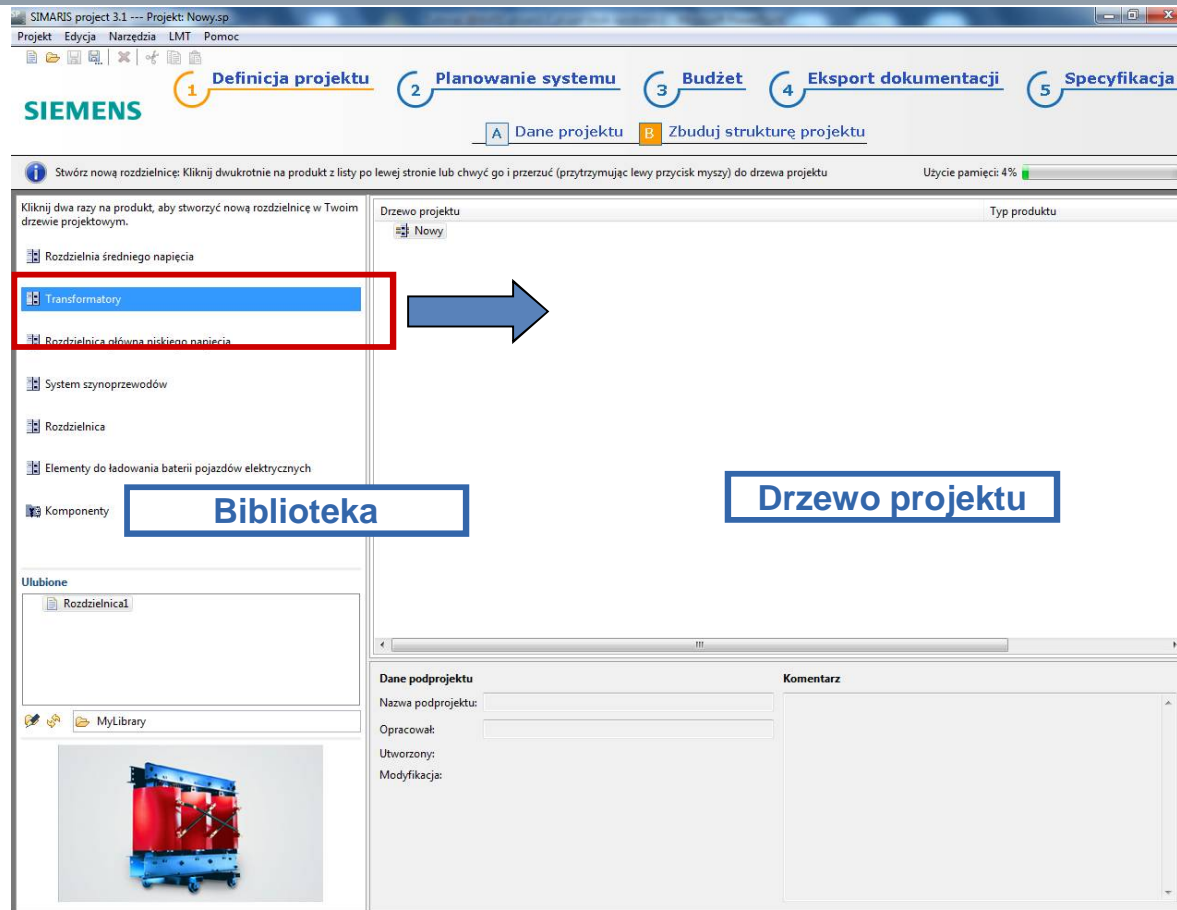 SIMARIS project 3.1 --- Projekt: Nowy.sp
Projekt Edycja Narzędzia LMT Pomoc
SIEMENS
1 Definicja projektu 2 Planowanie systemu 3 Budżet 4 Eksport dokumentacji 5 Specyfikacja
A Dane projektu B Zbuduj strukturę projektu
Stwórz nową rozdzielnicę: Kliknij dwukrotnie na produkt z listy po lewej stronie lub chwyć go i przerzuć (przytrzymując lewy przycisk myszy) do drzewa projektu Użycie pamięci: 4%
Kliknij dwa razy na produkt, aby stworzyć nową rozdzielnicę w Twoim
drzewie projektowym.
Rozdzielnia średniego napięcia
Transformatory
Rozdzielnica główna niskiego napięcia
System szynoprzewodów
Rozdzielnica
Elementy do ładowania baterii pojazdów elektrycznych
Komponenty
Biblioteka
Ulubione
Rozdzielnica1
MyLibrary
Drzewo projektu Typ produktu
Nowy
Drzewo projektu
Dane podprojektu Komentarz
Nazwa podprojektu:
Opracował:
Utworzony:
Modyfikacja: